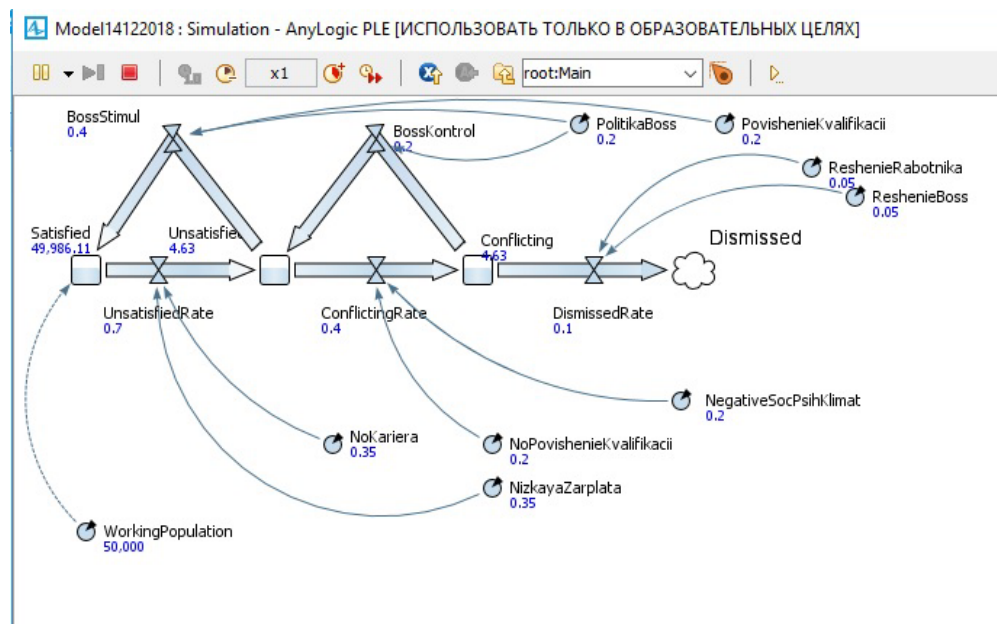 Model14122018 : Simulation - AnyLogic PLE [ИСПОЛЬЗОВАТЬ ТОЛЬКО В ОБРАЗОВАТЕЛЬНЫХ ЦЕЛЯХ]
x1
root:Main
BossStimul
0.4
BossKontrol
0.2
PolitikaBoss
0.2
PovishenieKvalifikacii
0.2
ReshenieRabotnika
0.05
ReshenieBoss
0.05
Satisfied
49,986.11
Unsatisfied
4.63
Conflicting
4.63
Dismissed
UnsatisfiedRate
0.7
ConflictingRate
0.4
DismissedRate
0.1
NegativeSocPsihKlimat
0.2
NoKariera
0.35
NoPovishenieKvalifikacii
0.2
NizkayaZarplata
0.35
WorkingPopulation
50,000